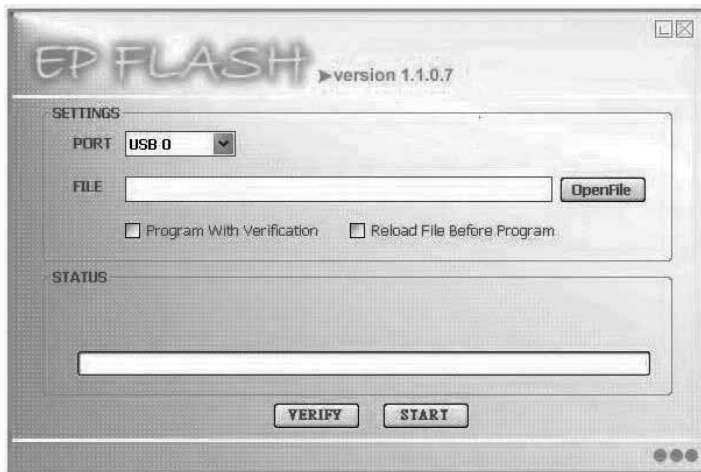 EP FLASH
version 1.1.0.7
SETTINGS
PORT USB 0
FILE OpenFile
Program With Verification Reload File Before Program
STATUS
VERIFY START